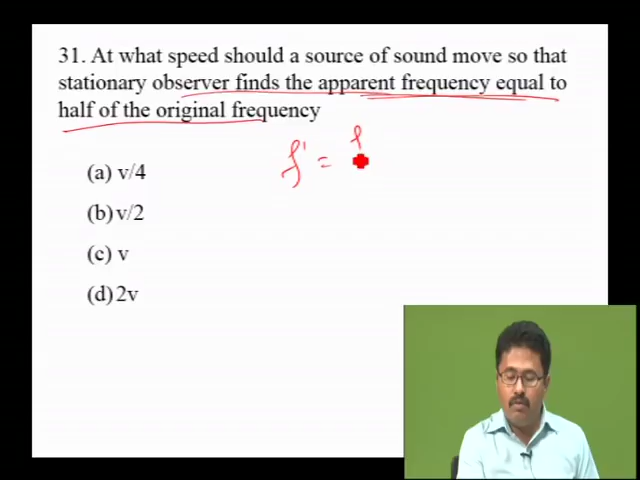 31. At what speed should a source of sound move so that
stationary observer finds the apparent frequency equal to
half of the original frequency
f' = f
(a) v/4
(b) v/2
(c) v
(d) 2v